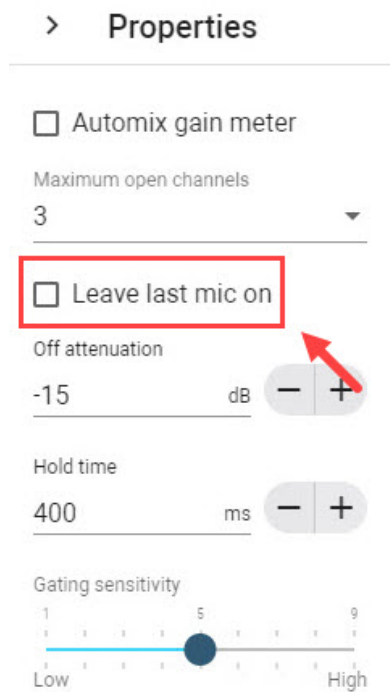 Properties
Automix gain meter
Maximum open channels
3
Leave last mic on
Off attenuation
-15 dB
Hold time
400 ms
Gating sensitivity
1 5 9
Low High